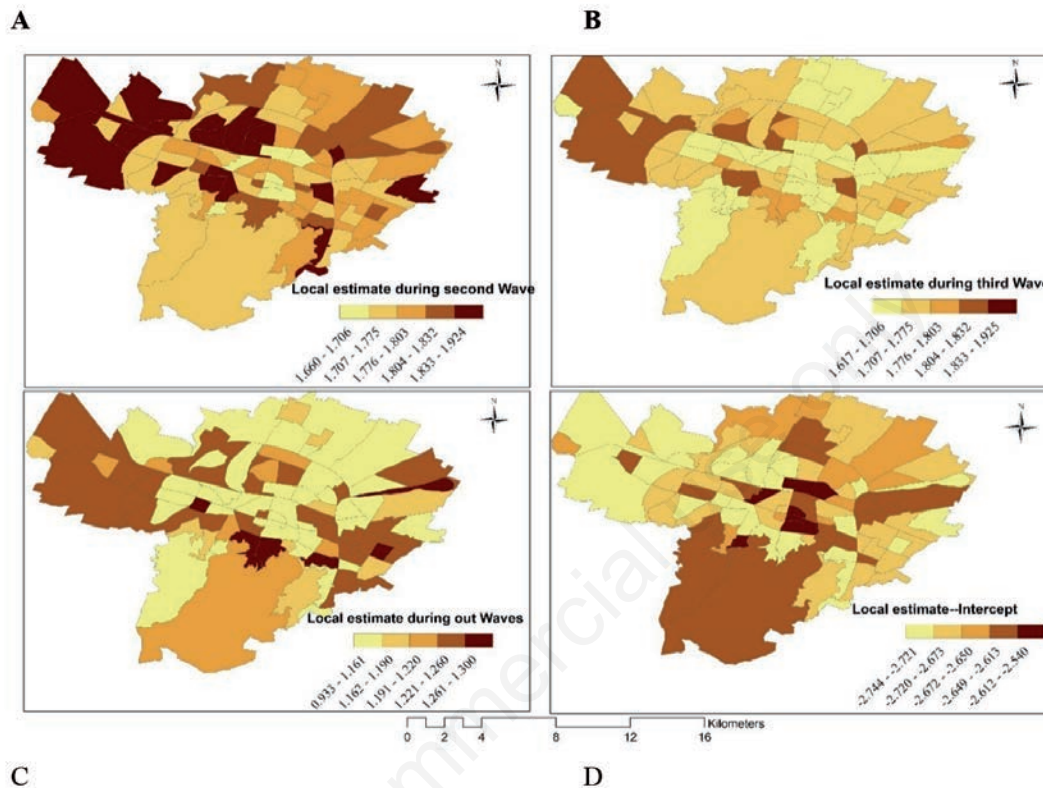 A
B
N
N
Local estimate during second Wave
1.660 - 1.706
1.707 - 1.775
1.776 - 1.803
1.804 - 1.832
1.833 - 1.924
Local estimate during third Wave
1.617 - 1.706
1.707 - 1.775
1.776 - 1.803
1.804 - 1.832
1.833 - 1.925
N
N
Local estimate during out Waves
0.933 - 1.161
1.162 - 1.190
1.191 - 1.220
1.221 - 1.260
1.261 - 1.300
Local estimate--Intercept
-2.744 - -2.721
-2.720 - -2.673
-2.672 - -2.650
-2.649 - -2.613
-2.612 - -2.540
Kilometers
0 2 4 8 12 16
C
D